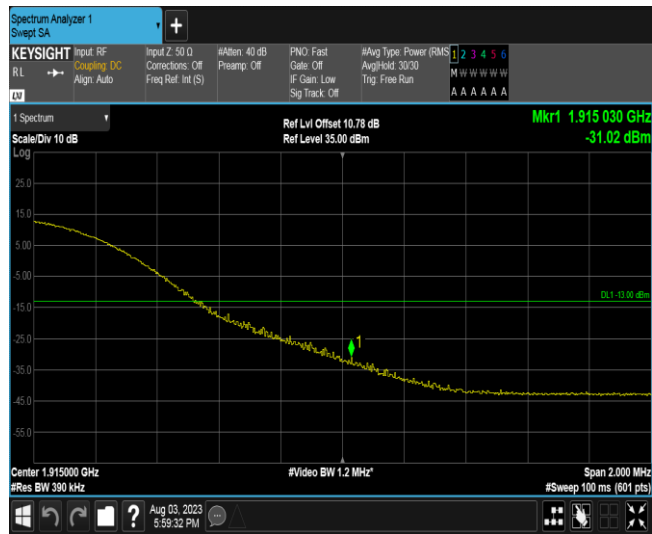 Spectrum Analyzer 1
Swept SA
+
KEYSIGHT
RL
LXI
Input: RF
Coupling: DC
Align: Auto
Input Z: 50 Ω
Corrections: Off
Freq Ref: Int (S)
#Atten: 40 dB
Preamp: Off
PNO: Fast
Gate: Off
IF Gain: Low
Sig Track: Off
#Avg Type: Power (RMS
Avg|Hold: 30/30
Trig: Free Run
1 2 3 4 5 6
M W W W W W
A A A A A A
1 Spectrum
Scale/Div 10 dB
Log
Ref Lvl Offset 10.78 dB
Ref Level 35.00 dBm
Mkr1 1.915 030 GHz
-31.02 dBm
25.0
15.0
5.00
-5.00
DL1 -13.00 dBm
-15.0
-25.0
1
-35.0
-45.0
-55.0
Center 1.915000 GHz
#Video BW 1.2 MHz*
Span 2.000 MHz
#Res BW 390 kHz
#Sweep 100 ms (601 pts)
?
Aug 03, 2023
5:59:32 PM